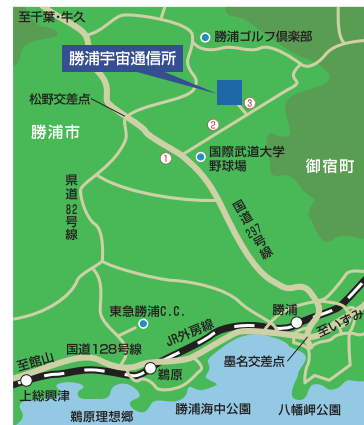 至千葉・牛久
勝浦ゴルフ倶楽部
勝浦宇宙通信所
松野交差点
③
②
勝浦市
①
国際武道大学
野球場
御宿町
県道82号線
国道297号線
東急勝浦C.C.
勝浦
JR外房線
至いすみ
国道128号線
至館山
墨名交差点
鵜原
上総興津
勝浦海中公園
八幡岬公園
鵜原理想郷